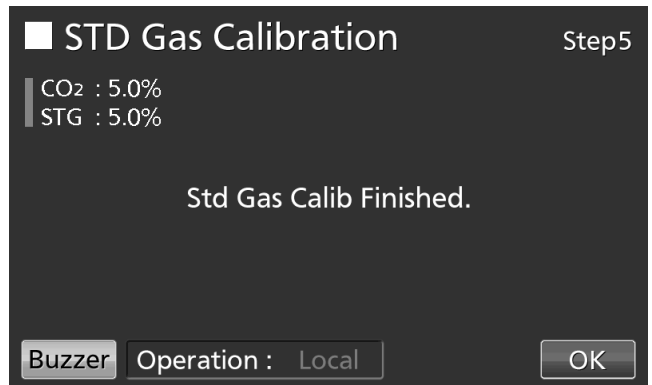 STD Gas Calibration Step5
CO2 : 5.0%
STG : 5.0%
Std Gas Calib Finished.
Buzzer Operation : Local OK